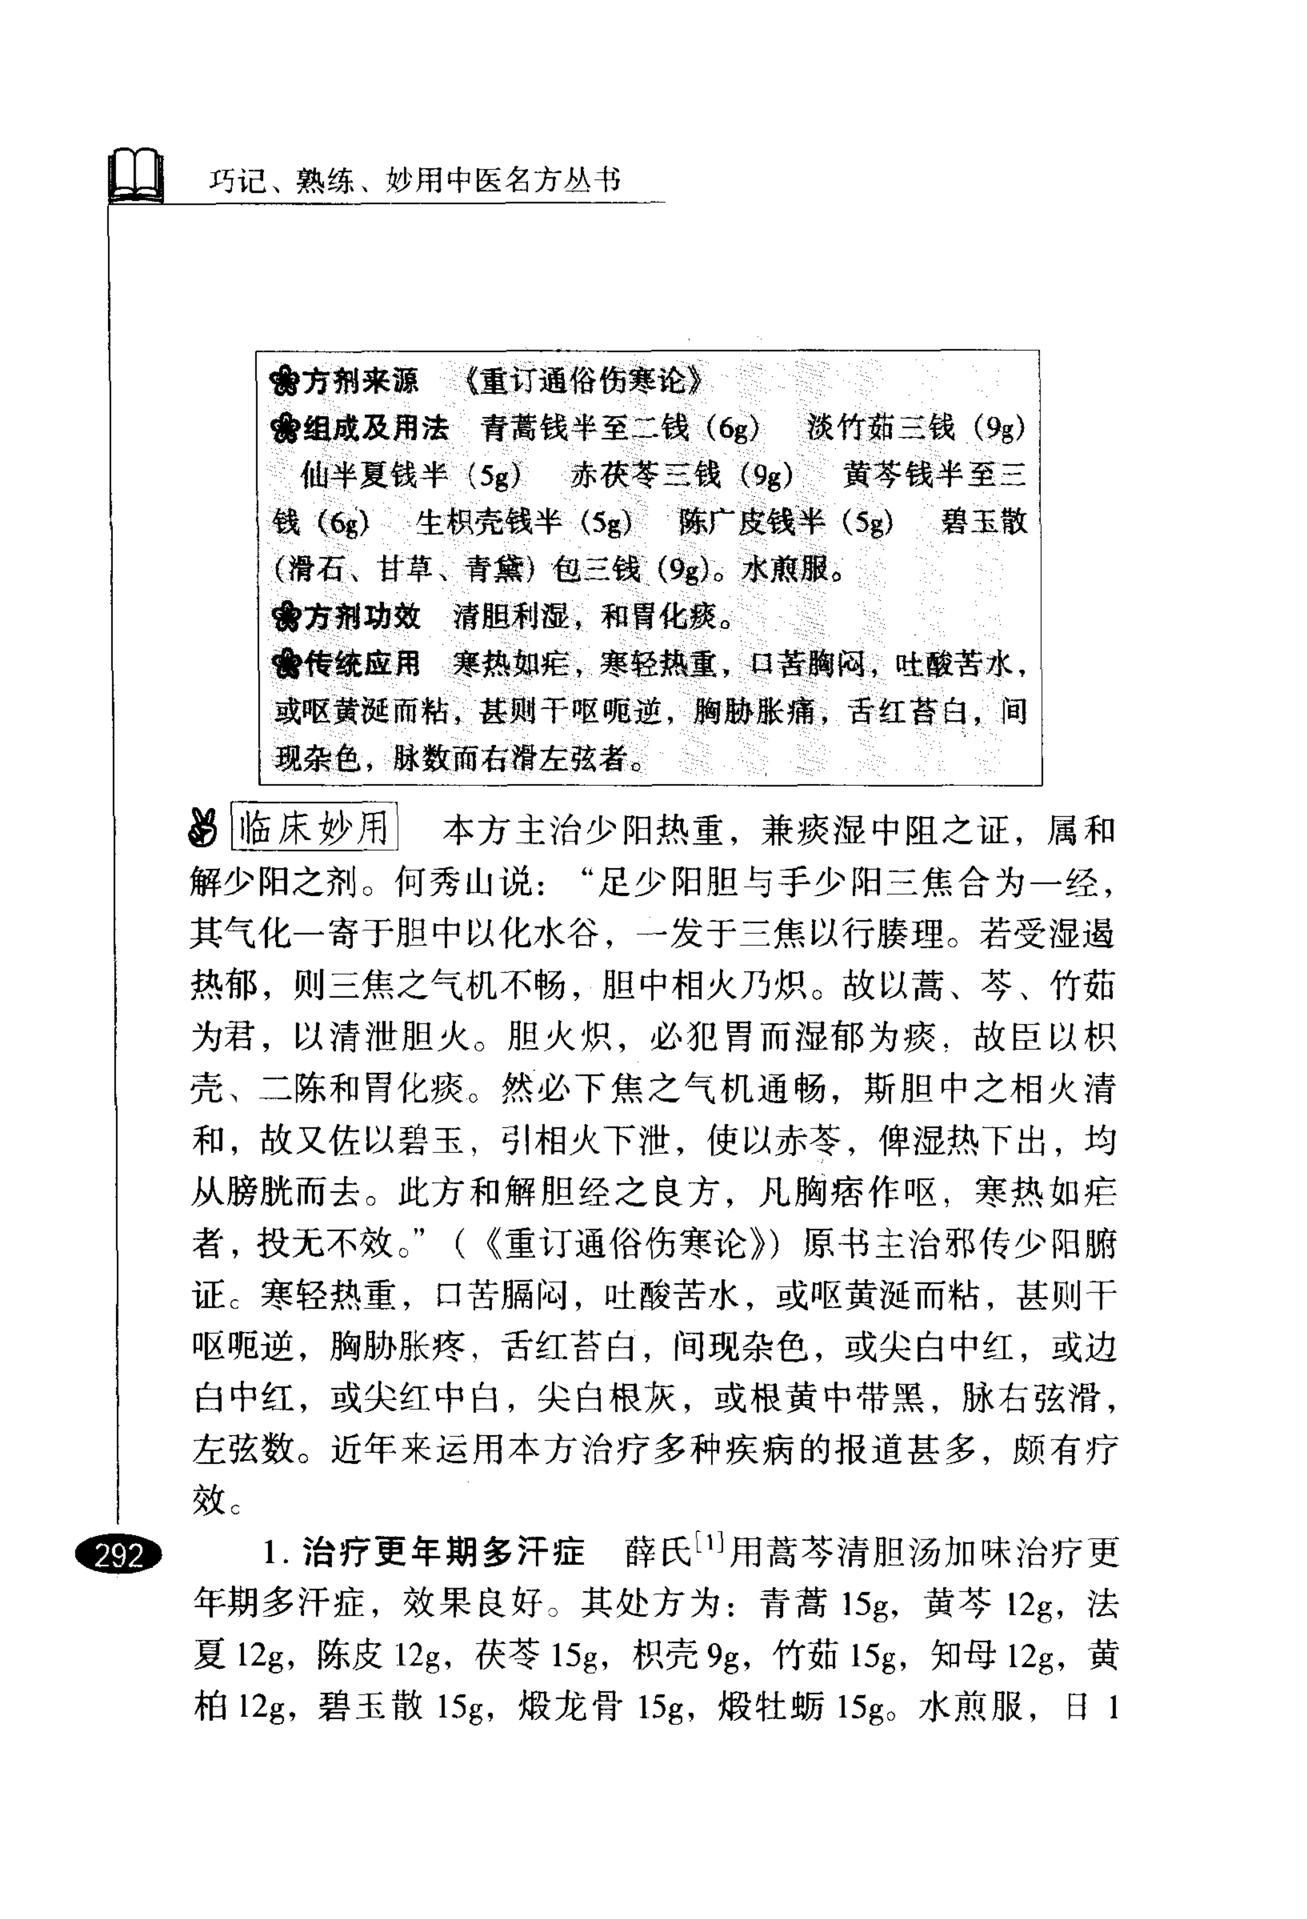 巧记、熟练、妙用中医名方丛书
方剂来源 《重订通俗伤寒论》
组成及用法 青蒿钱半至二钱（6g） 淡竹茹三钱（9g）
仙半夏钱半（5g） 赤茯苓三钱（9g） 黄芩钱半至三
钱（6g） 生枳壳钱半（5g） 陈广皮钱半（5g） 碧玉散
（滑石、甘草、青黛）包三钱（9g）。水煎服。
方剂功效 清胆利湿，和胃化痰。
传统应用 寒热如疟，寒轻热重，口苦胸闷，吐酸苦水，
或呕黄涎而粘，甚则干呕呃逆，胸胁胀痛，舌红苔白，间
现杂色，脉数而右滑左弦者。
临床妙用 本方主治少阳热重，兼痰湿中阻之证，属和
解少阳之剂。何秀山说：“足少阳胆与手少阳三焦合为一经，
其气化一寄于胆中以化水谷，一发于三焦以行腠理。若受湿遏
热郁，则三焦之气机不畅，胆中相火乃炽。故以蒿、芩、竹茹
为君，以清泄胆火。胆火炽，必犯胃而湿郁为痰，故臣以枳
壳、二陈和胃化痰。然必下焦之气机通畅，斯胆中之相火清
和，故又佐以碧玉，引相火下泄，使以赤苓，俾湿热下出，均
从膀胱而去。此方和解胆经之良方，凡胸痞作呕，寒热如疟
者，投无不效。”（《重订通俗伤寒论》）原书主治邪传少阳腑
证。寒轻热重，口苦膈闷，吐酸苦水，或呕黄涎而粘，甚则干
呕呃逆，胸胁胀疼，舌红苔白，间现杂色，或尖白中红，或边
白中红，或尖红中白，尖白根灰，或根黄中带黑，脉右弦滑，
左弦数。近年来运用本方治疗多种疾病的报道甚多，颇有疗
效。
1. 治疗更年期多汗症 薛氏[1]用蒿芩清胆汤加味治疗更
年期多汗症，效果良好。其处方为：青蒿 15g，黄芩 12g，法
夏 12g，陈皮 12g，茯苓 15g，枳壳 9g，竹茹 15g，知母 12g，黄
柏 12g，碧玉散 15g，煅龙骨 15g，煅牡蛎 15g。水煎服，日 1
292